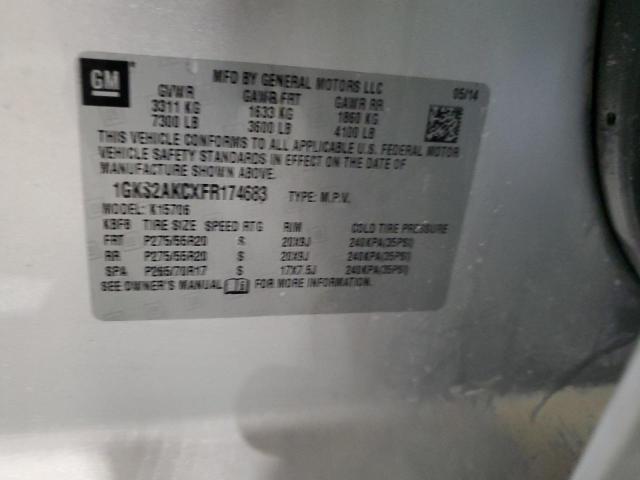 GM
MFD BY GENERAL MOTORS LLC
05/14
GVWR GAWR FRT GAWR RR
3311 KG 1633 KG 1860 KG
7300 LB 3600 LB 4100 LB
THIS VEHICLE CONFORMS TO ALL APPLICABLE U.S. FEDERAL MOTOR
VEHICLE SAFETY STANDARDS IN EFFECT ON THE DATE OF
MANUFACTURE SHOWN ABOVE.
1GKS2AKCXFR174683 TYPE: M.P.V.
MODEL: K15706
KBFB TIRE SIZE SPEED RTG RIM COLD TIRE PRESSURE
FRT P275/55R20 S 20X9J 240KPA(35PSI)
RR P275/55R20 S 20X9J 240KPA(35PSI)
SPA P265/70R17 S 17X7.5J 240KPA(35PSI)
SEE OWNER'S MANUAL FOR MORE INFORMATION.